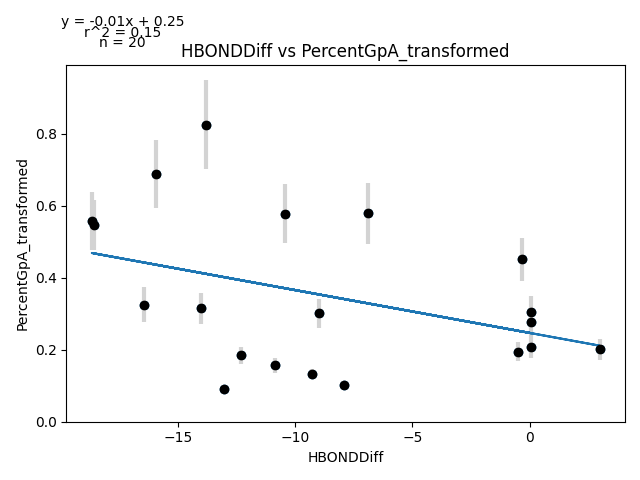 y = -0.01x + 0.25
r^2 = 0.15
n = 20
HBONDDiff vs PercentGpA_transformed
PercentGpA_transformed
0.8
0.6
0.4
0.2
0.0
−15
−10
−5
0
HBONDDiff